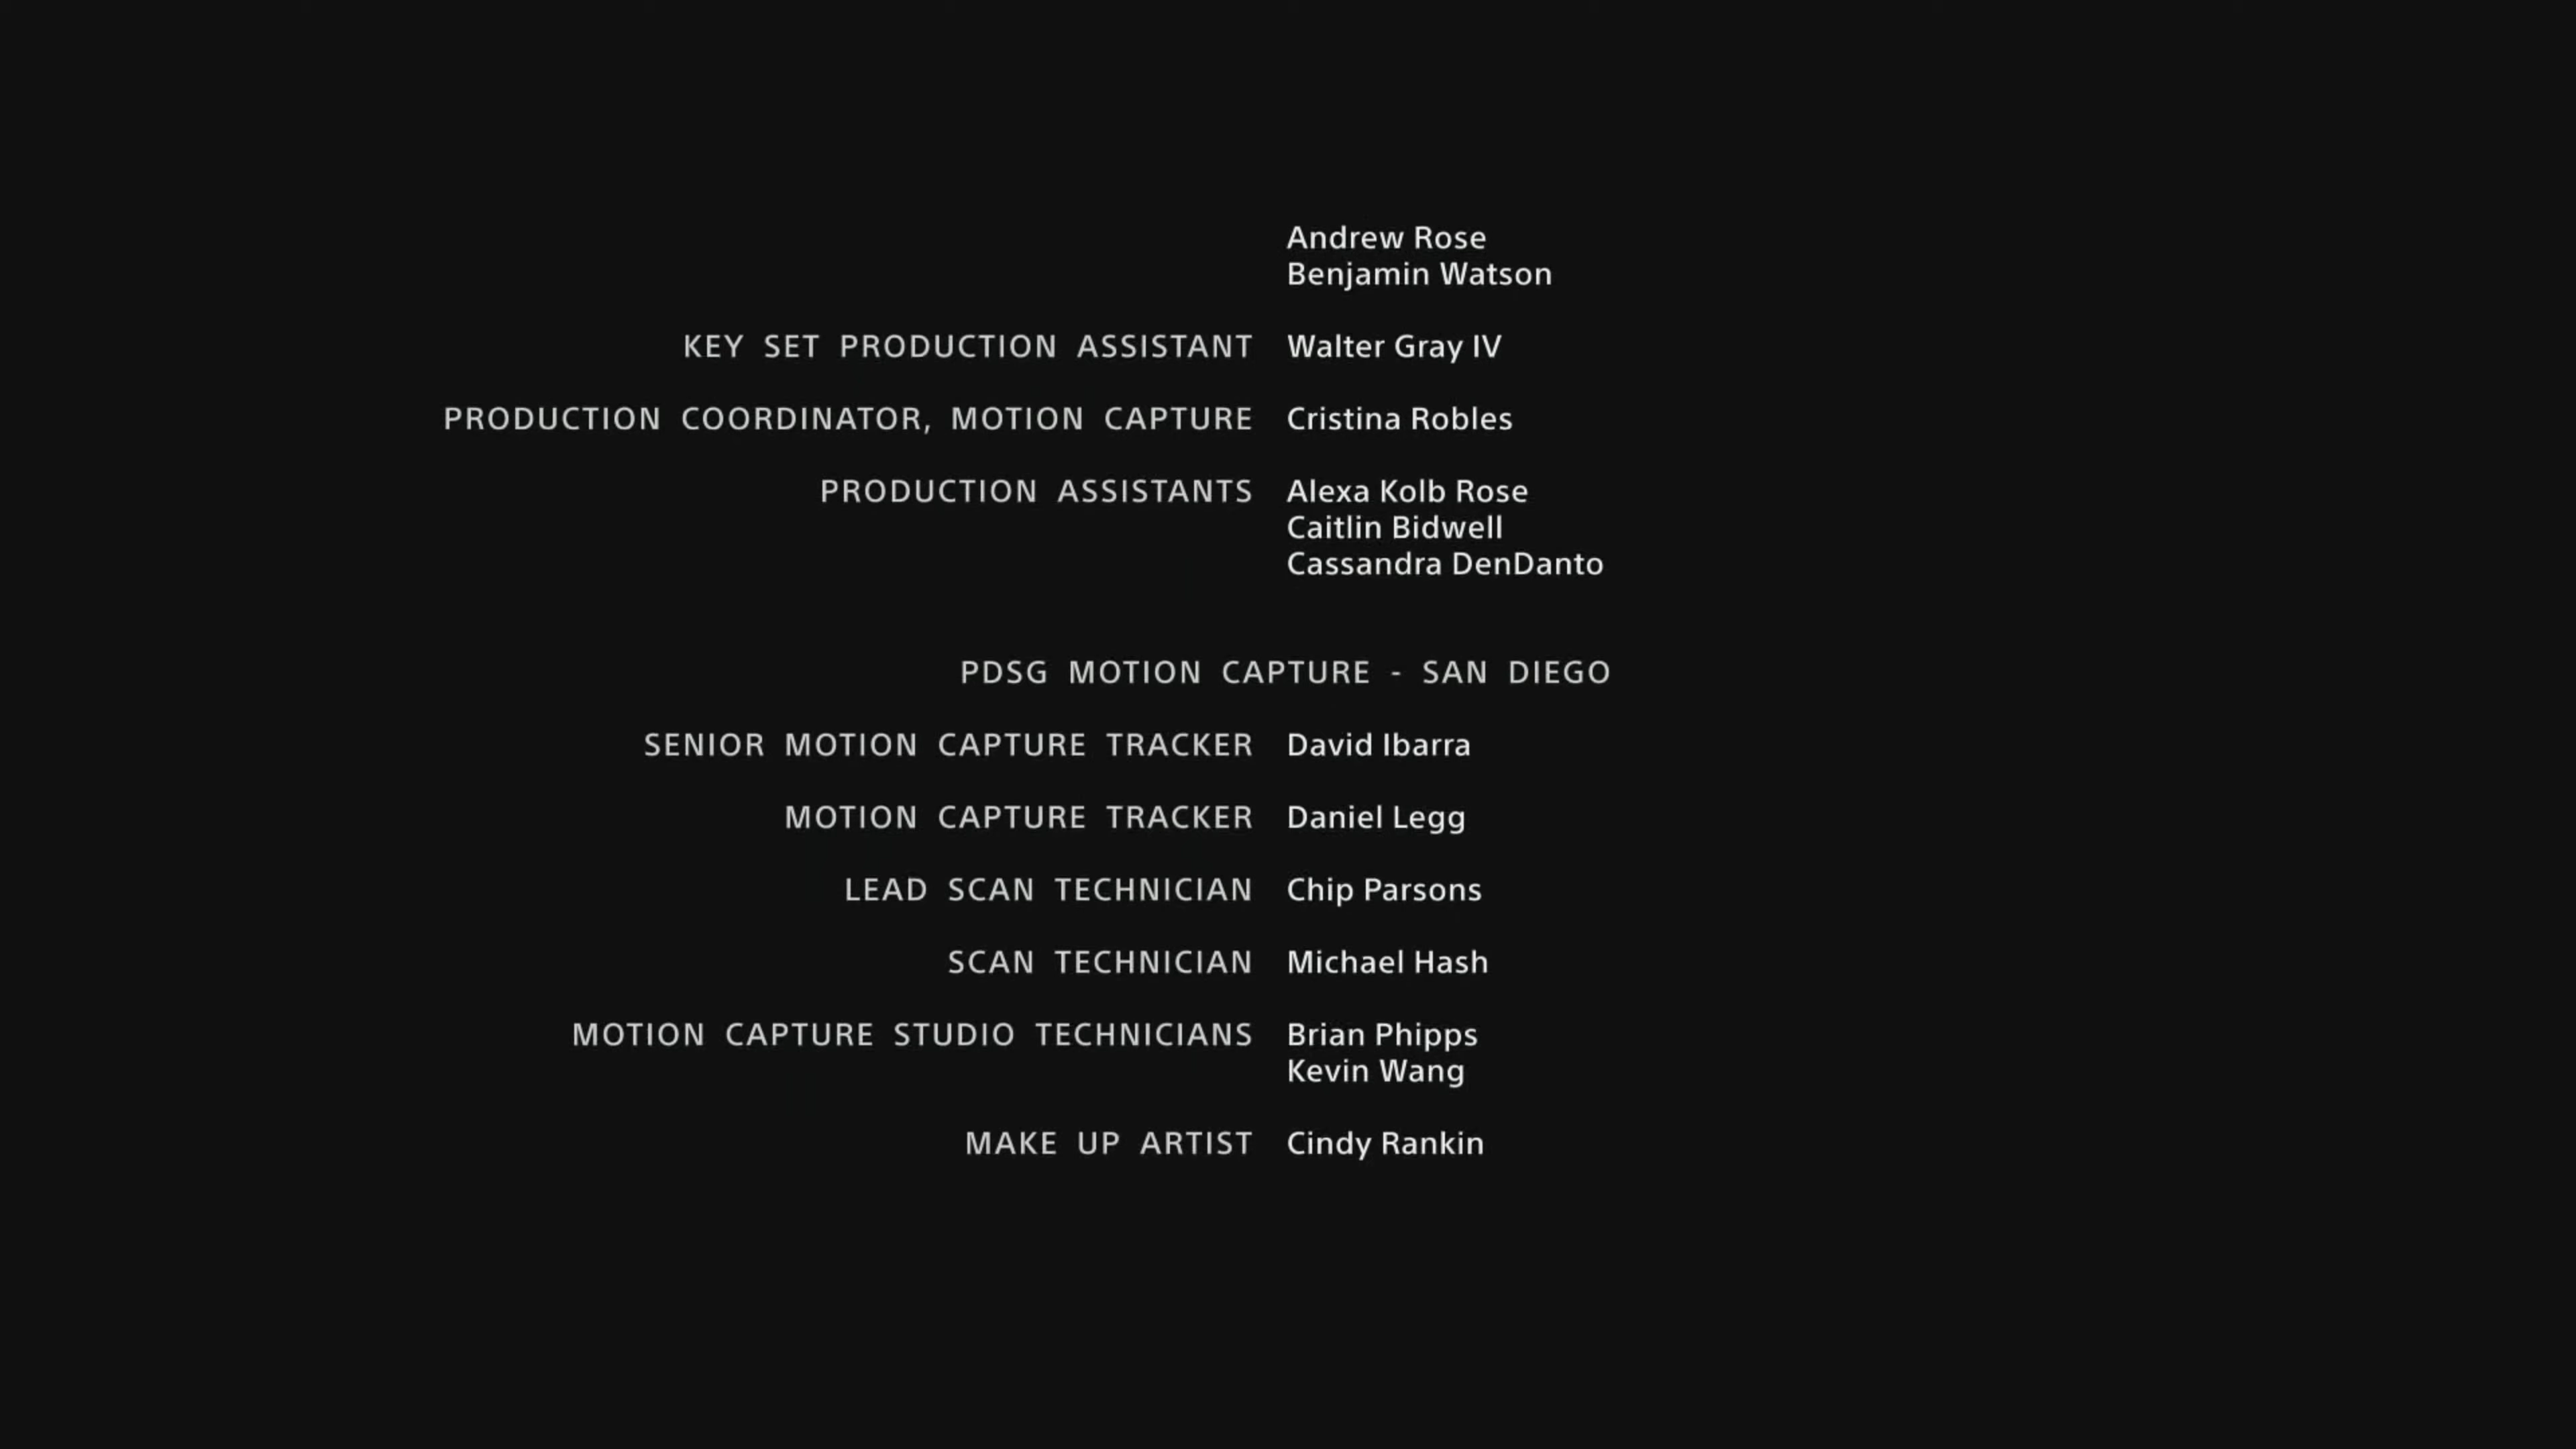 Andrew Rose
Benjamin Watson
KEY SET PRODUCTION ASSISTANT Walter Gray IV
PRODUCTION COORDINATOR, MOTION CAPTURE Cristina Robles
PRODUCTION ASSISTANTS Alexa Kolb Rose
Caitlin Bidwell
Cassandra DenDanto
PDSG MOTION CAPTURE - SAN DIEGO
SENIOR MOTION CAPTURE TRACKER David Ibarra
MOTION CAPTURE TRACKER Daniel Legg
LEAD SCAN TECHNICIAN Chip Parsons
SCAN TECHNICIAN Michael Hash
MOTION CAPTURE STUDIO TECHNICIANS Brian Phipps
Kevin Wang
MAKE UP ARTIST Cindy Rankin